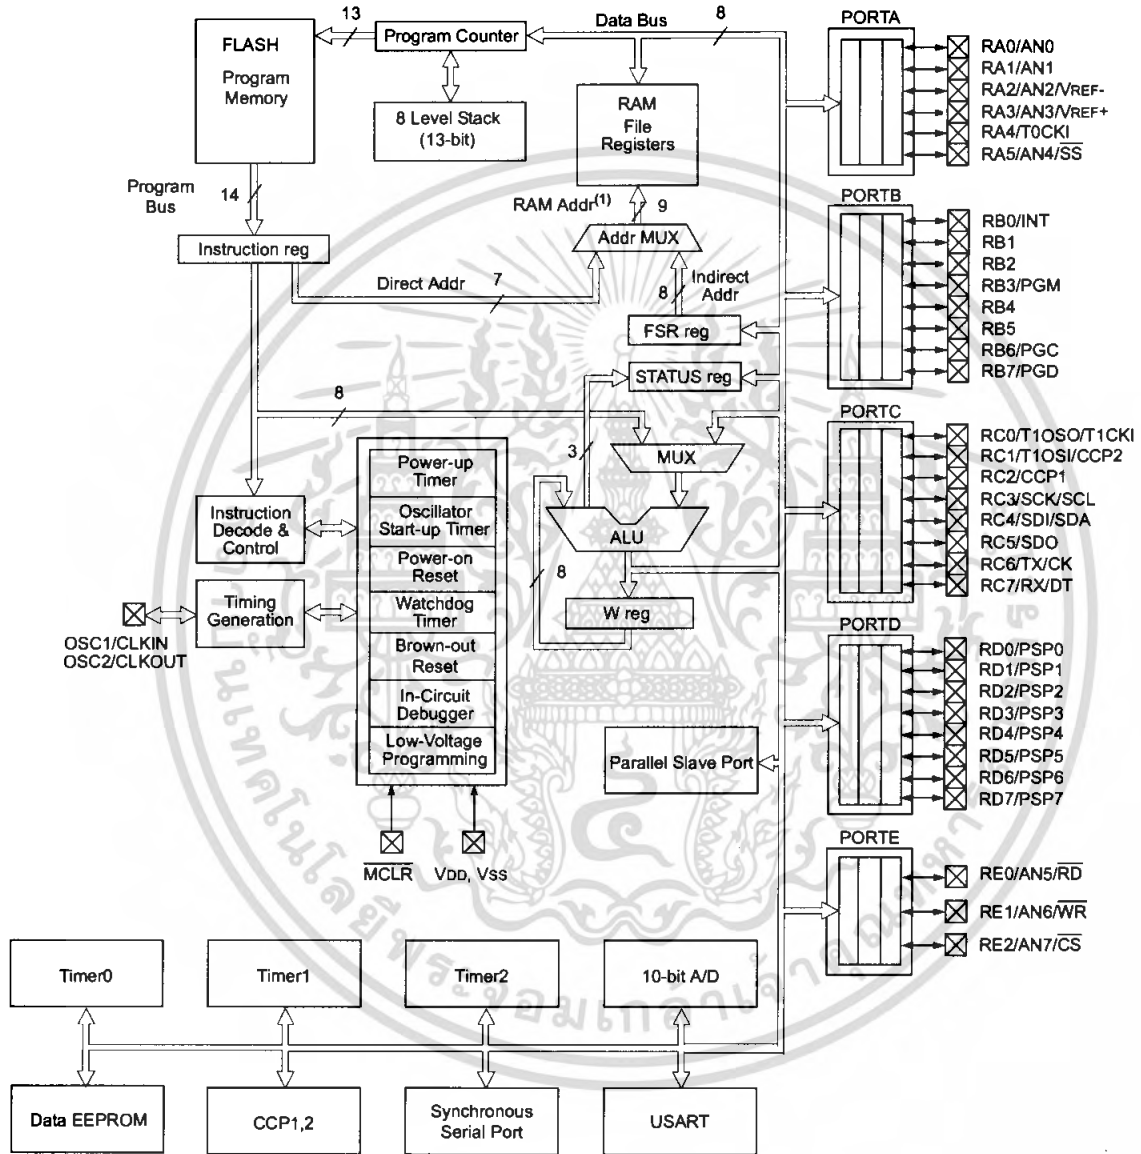 13
Data Bus
8
PORTA
FLASH
Program
Memory
Program Counter
8 Level Stack
(13-bit)
RAM
File
Registers
RA0/AN0
RA1/AN1
RA2/AN2/VREF-
RA3/AN3/VREF+
RA4/T0CKI
RA5/AN4/SS
Program
Bus
14
RAM Addr(1)
9
PORTB
Addr MUX
RB0/INT
RB1
RB2
RB3/PGM
RB4
RB5
RB6/PGC
RB7/PGD
Instruction reg
Direct Addr
7
8
Indirect
Addr
FSR reg
STATUS reg
8
3
MUX
PORTC
RC0/T1OSO/T1CKI
RC1/T1OSI/CCP2
RC2/CCP1
RC3/SCK/SCL
RC4/SDI/SDA
RC5/SDO
RC6/TX/CK
RC7/RX/DT
Power-up
Timer
Oscillator
Start-up Timer
Power-on
Reset
Watchdog
Timer
Brown-out
Reset
In-Circuit
Debugger
Low-Voltage
Programming
Instruction
Decode &
Control
ALU
8
W reg
Timing
Generation
OSC1/CLKIN
OSC2/CLKOUT
PORTD
RD0/PSP0
RD1/PSP1
RD2/PSP2
RD3/PSP3
RD4/PSP4
RD5/PSP5
RD6/PSP6
RD7/PSP7
Parallel Slave Port
MCLR
VDD, VSS
PORTE
RE0/AN5/RD
RE1/AN6/WR
RE2/AN7/CS
Timer0
Timer1
Timer2
10-bit A/D
Data EEPROM
CCP1,2
Synchronous
Serial Port
USART